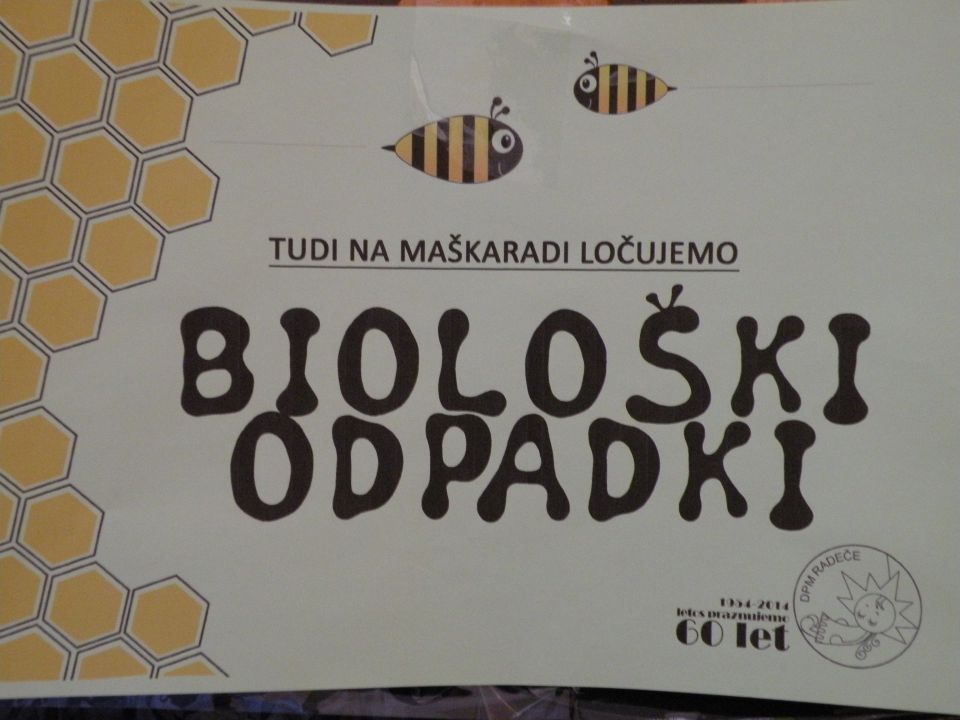 TUDI NA MAŠKARADI LOČUJEMO
BIOLOŠKI
ODPADKI
1954-2014
letos praznujemo
60 let
DPM RADEČE